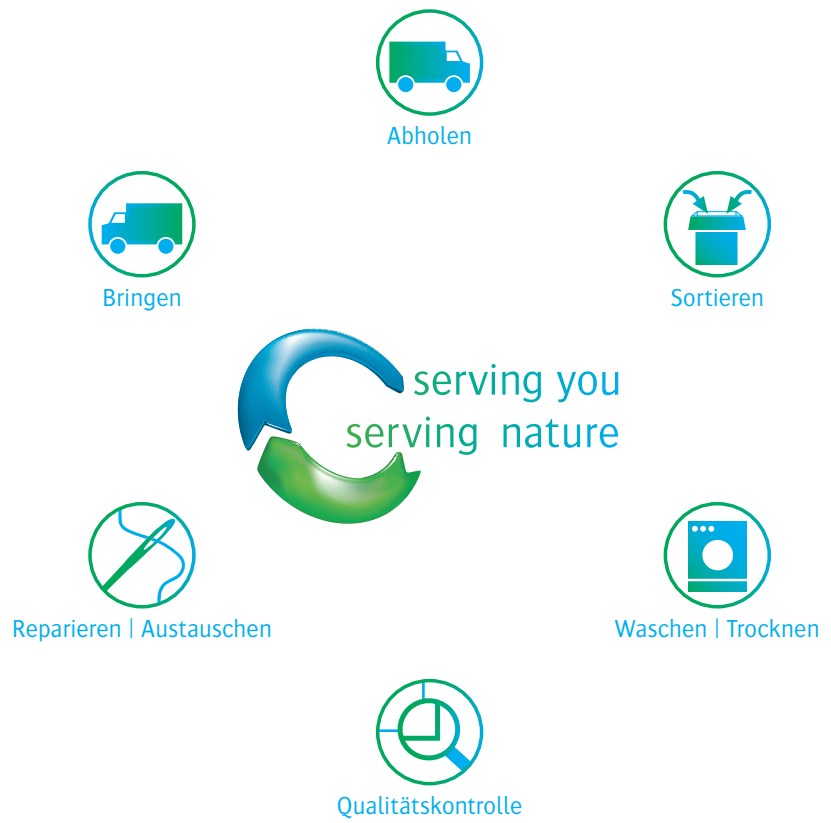 Abholen
Bringen
Sortieren
serving you
serving nature
Reparieren | Austauschen
Waschen | Trocknen
Qualitätskontrolle